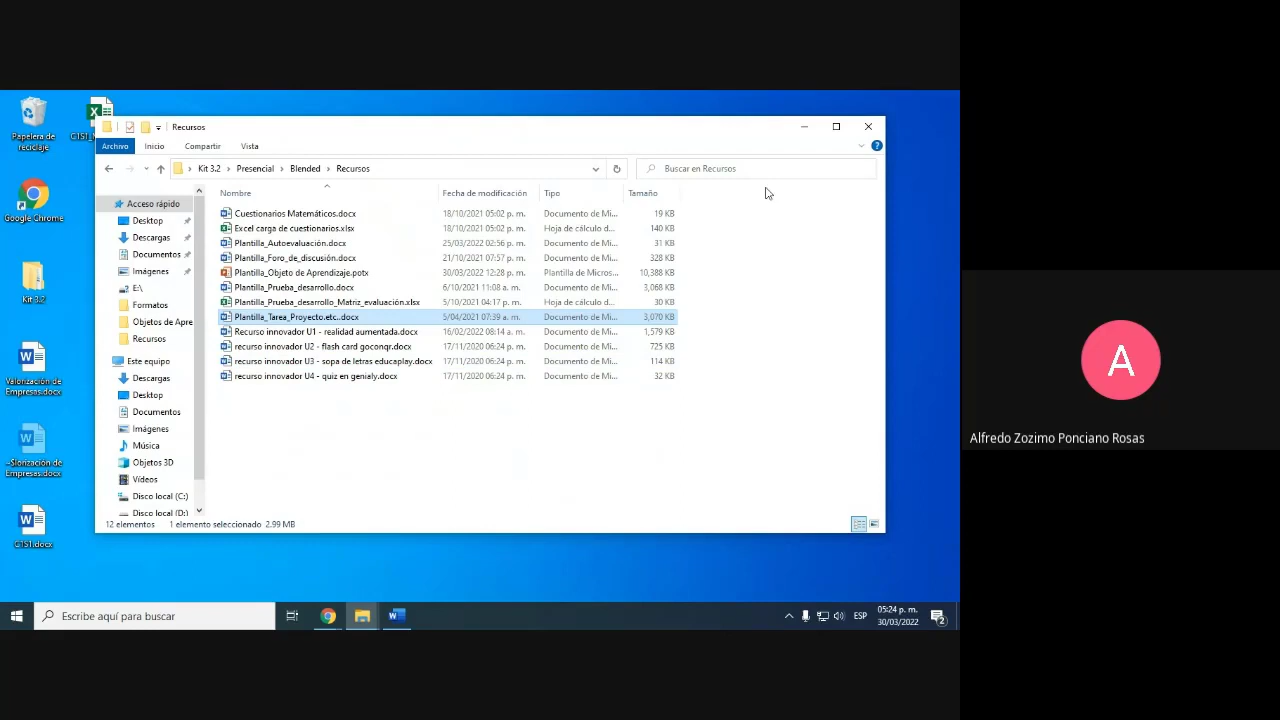 Papelera de
reciclaje
Google Chrome
Kit 3.2
Valorización de
Empresas.docx
~$lorización de
Empresas.docx
C1S1.docx
Recursos
Archivo Inicio Compartir Vista
Kit 3.2 › Presencial › Blended › Recursos
Buscar en Recursos
Nombre Fecha de modificación Tipo Tamaño
Cuestionarios Matemáticos.docx 18/10/2021 05:02 p. m. Documento de Mi... 19 KB
Excel carga de cuestionarios.xlsx 18/10/2021 05:02 p. m. Hoja de cálculo d... 140 KB
Plantilla_Autoevaluación.docx 25/03/2022 02:56 p. m. Documento de Mi... 31 KB
Plantilla_Foro_de_discusión.docx 21/10/2021 07:57 p. m. Documento de Mi... 328 KB
Plantilla_Objeto de Aprendizaje.potx 30/03/2022 12:28 p. m. Plantilla de Micros... 10,388 KB
Plantilla_Prueba_desarrollo.docx 6/10/2021 11:08 a. m. Documento de Mi... 3,068 KB
Plantilla_Prueba_desarrollo_Matriz_evaluación.xlsx 5/10/2021 04:17 p. m. Hoja de cálculo d... 30 KB
Plantilla_Tarea_Proyecto.etc..docx 5/04/2021 07:39 a. m. Documento de Mi... 3,070 KB
Recurso innovador U1 - realidad aumentada.docx 16/02/2022 08:14 a. m. Documento de Mi... 1,579 KB
recurso innovador U2 - flash card goconqr.docx 17/11/2020 06:24 p. m. Documento de Mi... 725 KB
recurso innovador U3 - sopa de letras educaplay.docx 17/11/2020 06:24 p. m. Documento de Mi... 114 KB
recurso innovador U4 - quiz en genialy.docx 17/11/2020 06:24 p. m. Documento de Mi... 32 KB
Acceso rápido
Desktop
Descargas
Documentos
Imágenes
E:\
Formatos
Objetos de Apre
Recursos
Este equipo
Descargas
Desktop
Documentos
Imágenes
Música
Objetos 3D
Vídeos
Disco local (C:)
Disco local (D:)
12 elementos 1 elemento seleccionado 2.99 MB
Escribe aquí para buscar
ESP
05:24 p. m.
30/03/2022
2
A
Alfredo Zozimo Ponciano Rosas